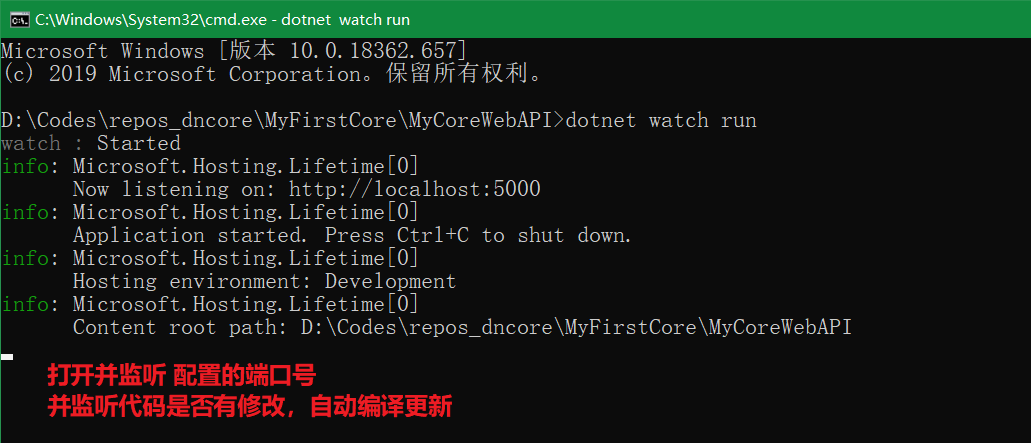 C:\Windows\System32\cmd.exe - dotnet  watch run
Microsoft Windows [版本 10.0.18362.657]
(c) 2019 Microsoft Corporation。保留所有权利。
D:\Codes\repos_dncore\MyFirstCore\MyCoreWebAPI>dotnet watch run
watch : Started
info: Microsoft.Hosting.Lifetime[0]
Now listening on: http://localhost:5000
info: Microsoft.Hosting.Lifetime[0]
Application started. Press Ctrl+C to shut down.
info: Microsoft.Hosting.Lifetime[0]
Hosting environment: Development
info: Microsoft.Hosting.Lifetime[0]
Content root path: D:\Codes\repos_dncore\MyFirstCore\MyCoreWebAPI
打开并监听 配置的端口号
并监听代码是否有修改，自动编译更新